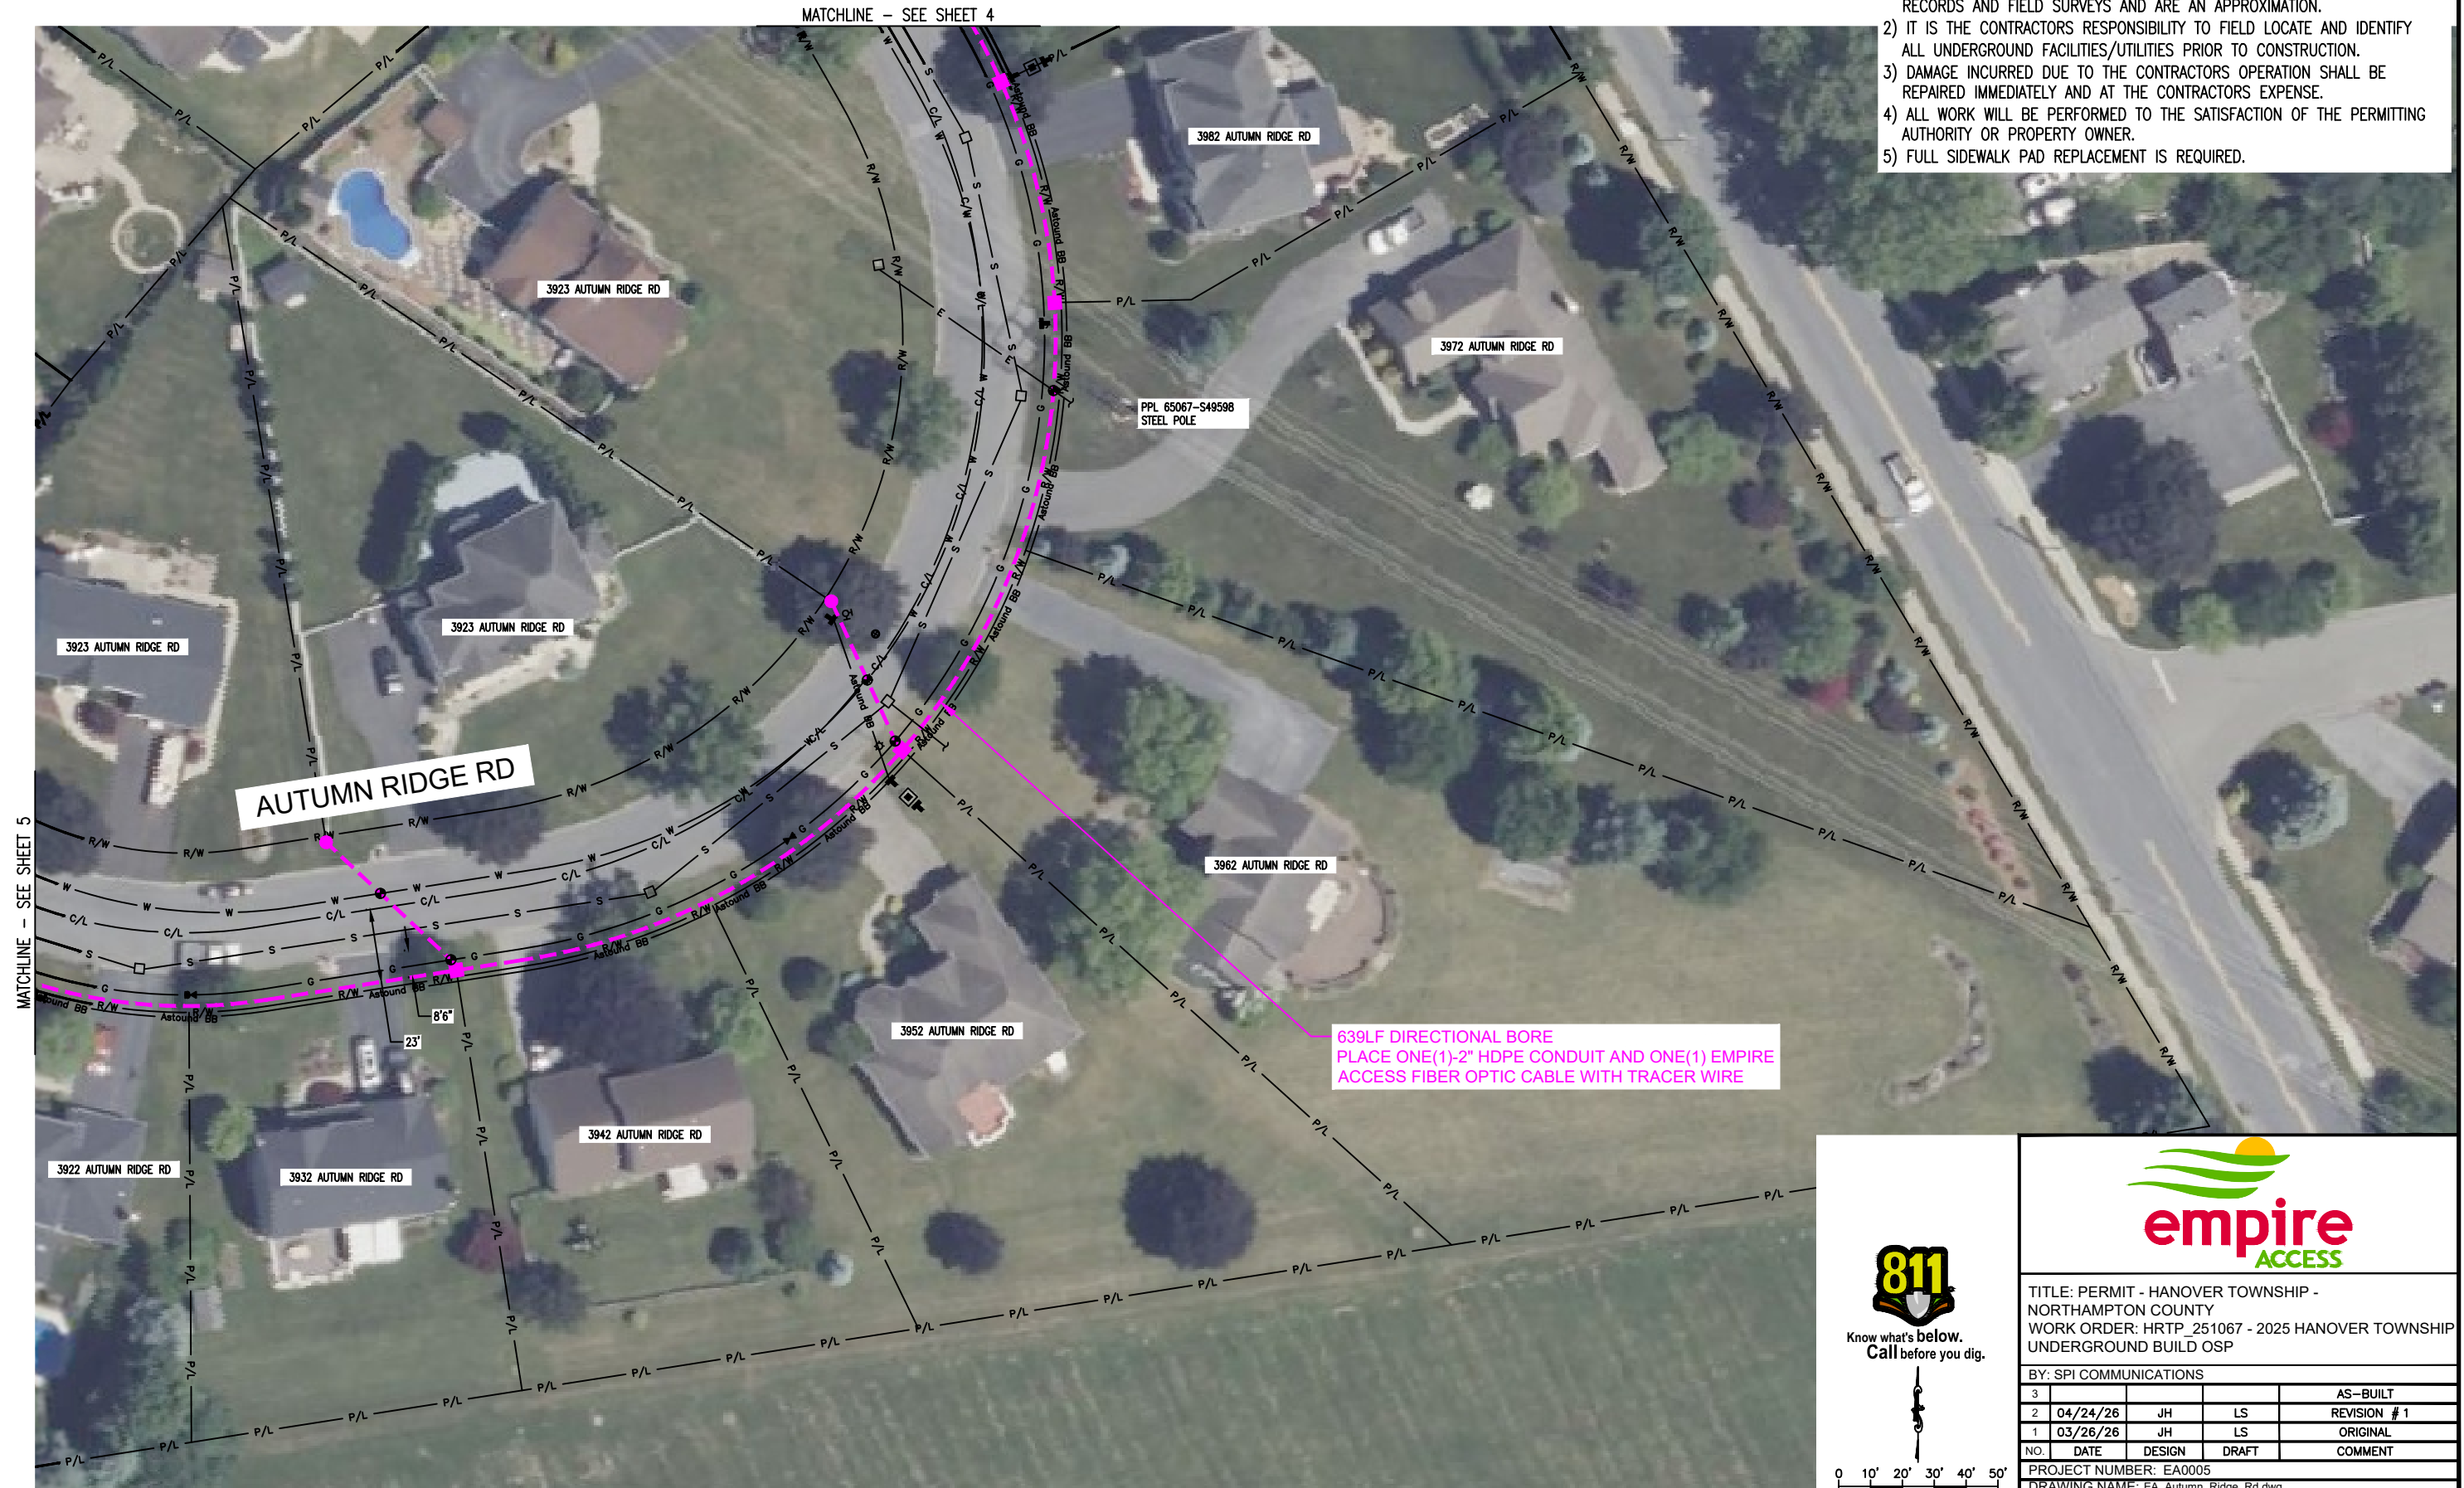 MATCHLINE - SEE SHEET 4
RECORDS AND FIELD SURVEYS AND ARE AN APPROXIMATION.
2) IT IS THE CONTRACTORS RESPONSIBILITY TO FIELD LOCATE AND IDENTIFY
ALL UNDERGROUND FACILITIES/UTILITIES PRIOR TO CONSTRUCTION.
3) DAMAGE INCURRED DUE TO THE CONTRACTORS OPERATION SHALL BE
REPAIRED IMMEDIATELY AND AT THE CONTRACTORS EXPENSE.
4) ALL WORK WILL BE PERFORMED TO THE SATISFACTION OF THE PERMITTING
AUTHORITY OR PROPERTY OWNER.
5) FULL SIDEWALK PAD REPLACEMENT IS REQUIRED.
3982 AUTUMN RIDGE RD
3923 AUTUMN RIDGE RD
3972 AUTUMN RIDGE RD
PPL 65067-S49598
STEEL POLE
3923 AUTUMN RIDGE RD
3923 AUTUMN RIDGE RD
AUTUMN RIDGE RD
MATCHLINE - SEE SHEET 5
3962 AUTUMN RIDGE RD
8'6"
23'
3952 AUTUMN RIDGE RD
639LF DIRECTIONAL BORE
PLACE ONE(1)-2" HDPE CONDUIT AND ONE(1) EMPIRE
ACCESS FIBER OPTIC CABLE WITH TRACER WIRE
3942 AUTUMN RIDGE RD
3922 AUTUMN RIDGE RD
3932 AUTUMN RIDGE RD
P/L
R/W
C/L
W
S
G
E
Astound BB
811
Know what's below.
Call before you dig.
0 10' 20' 30' 40' 50'
empire
ACCESS
TITLE: PERMIT - HANOVER TOWNSHIP -
NORTHAMPTON COUNTY
WORK ORDER: HRTP_251067 - 2025 HANOVER TOWNSHIP
UNDERGROUND BUILD OSP
BY: SPI COMMUNICATIONS
3 AS-BUILT
2 04/24/26 JH LS REVISION #1
1 03/26/26 JH LS ORIGINAL
NO. DATE DESIGN DRAFT COMMENT
PROJECT NUMBER: EA0005
DRAWING NAME: EA_Autumn_Ridge_Rd.dwg